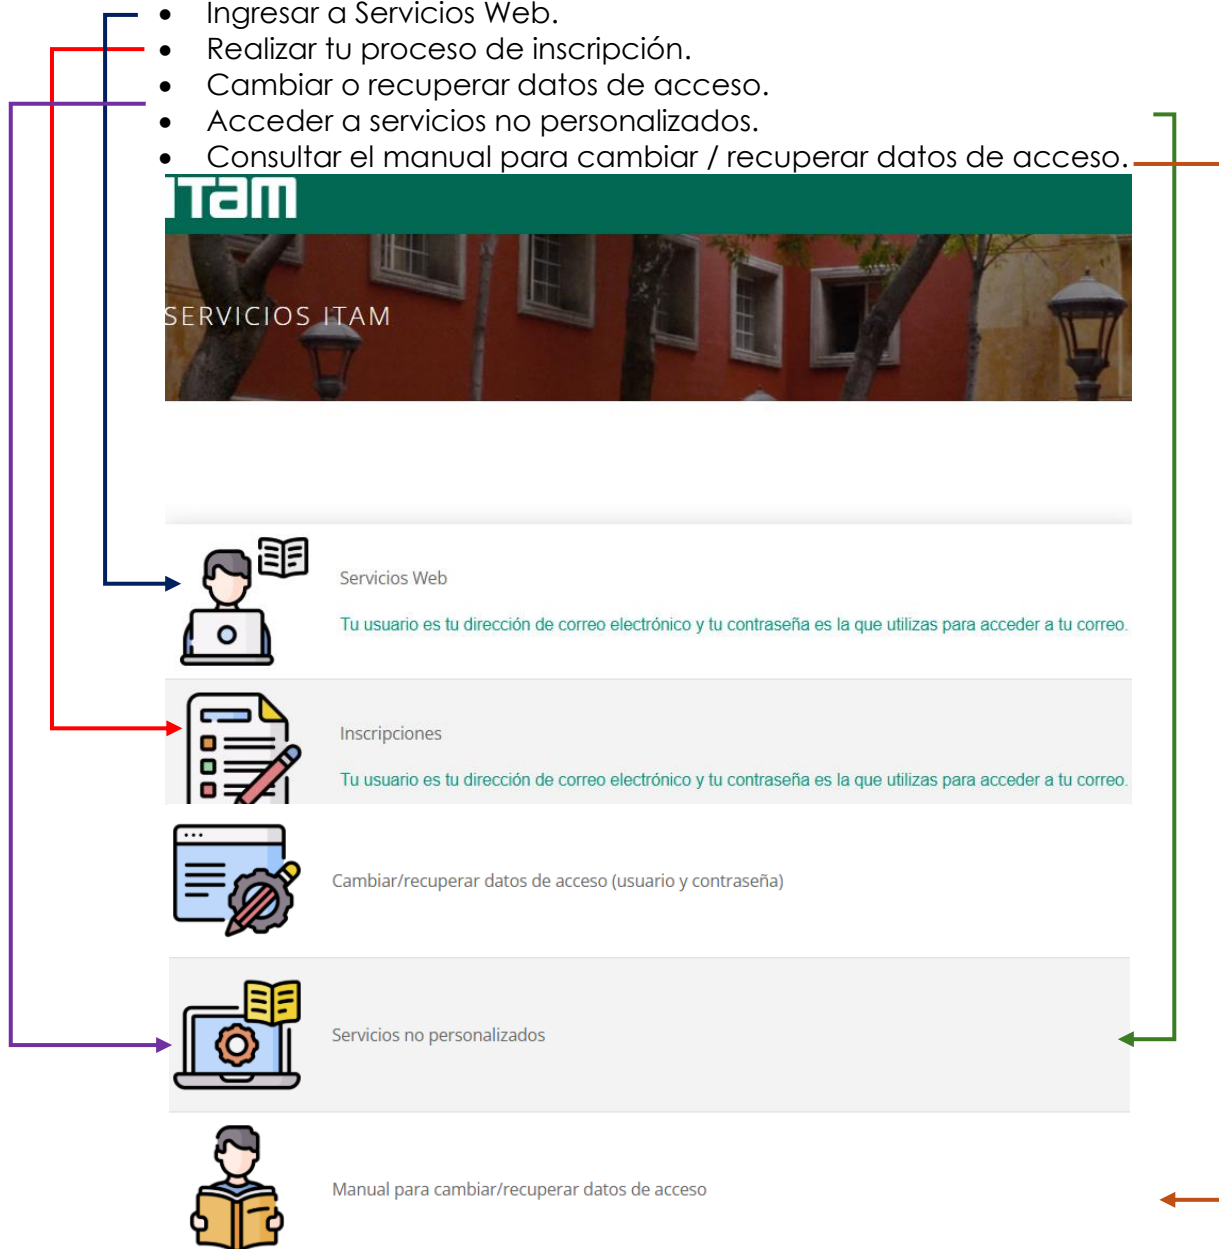 • Ingresar a Servicios Web.
• Realizar tu proceso de inscripción.
• Cambiar o recuperar datos de acceso.
• Acceder a servicios no personalizados.
• Consultar el manual para cambiar / recuperar datos de acceso.
ITAM
SERVICIOS ITAM
Servicios Web
Tu usuario es tu dirección de correo electrónico y tu contraseña es la que utilizas para acceder a tu correo.
Inscripciones
Tu usuario es tu dirección de correo electrónico y tu contraseña es la que utilizas para acceder a tu correo.
Cambiar/recuperar datos de acceso (usuario y contraseña)
Servicios no personalizados
Manual para cambiar/recuperar datos de acceso